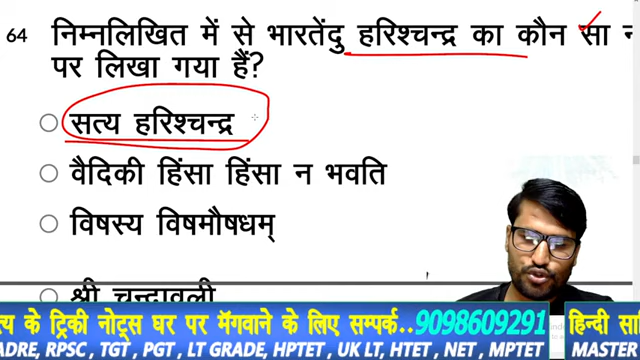 64 निम्नलिखित में से भारतेंदु हरिश्चन्द्र का कौन सा
पर लिखा गया हैं?
सत्य हरिश्चन्द्र
वैदिकी हिंसा हिंसा न भवति
विषस्य विषमौषधम्
श्री चन्द्रावली
त्य के ट्रिकी नोट्स घर पर मॅगवाने के लिए सम्पर्क..9098609291 हिन्दी सा
ADRE, RPSC, TGT, PGT, LT GRADE, HPTET, UK LT, HTET, NET, MPTET MASTER